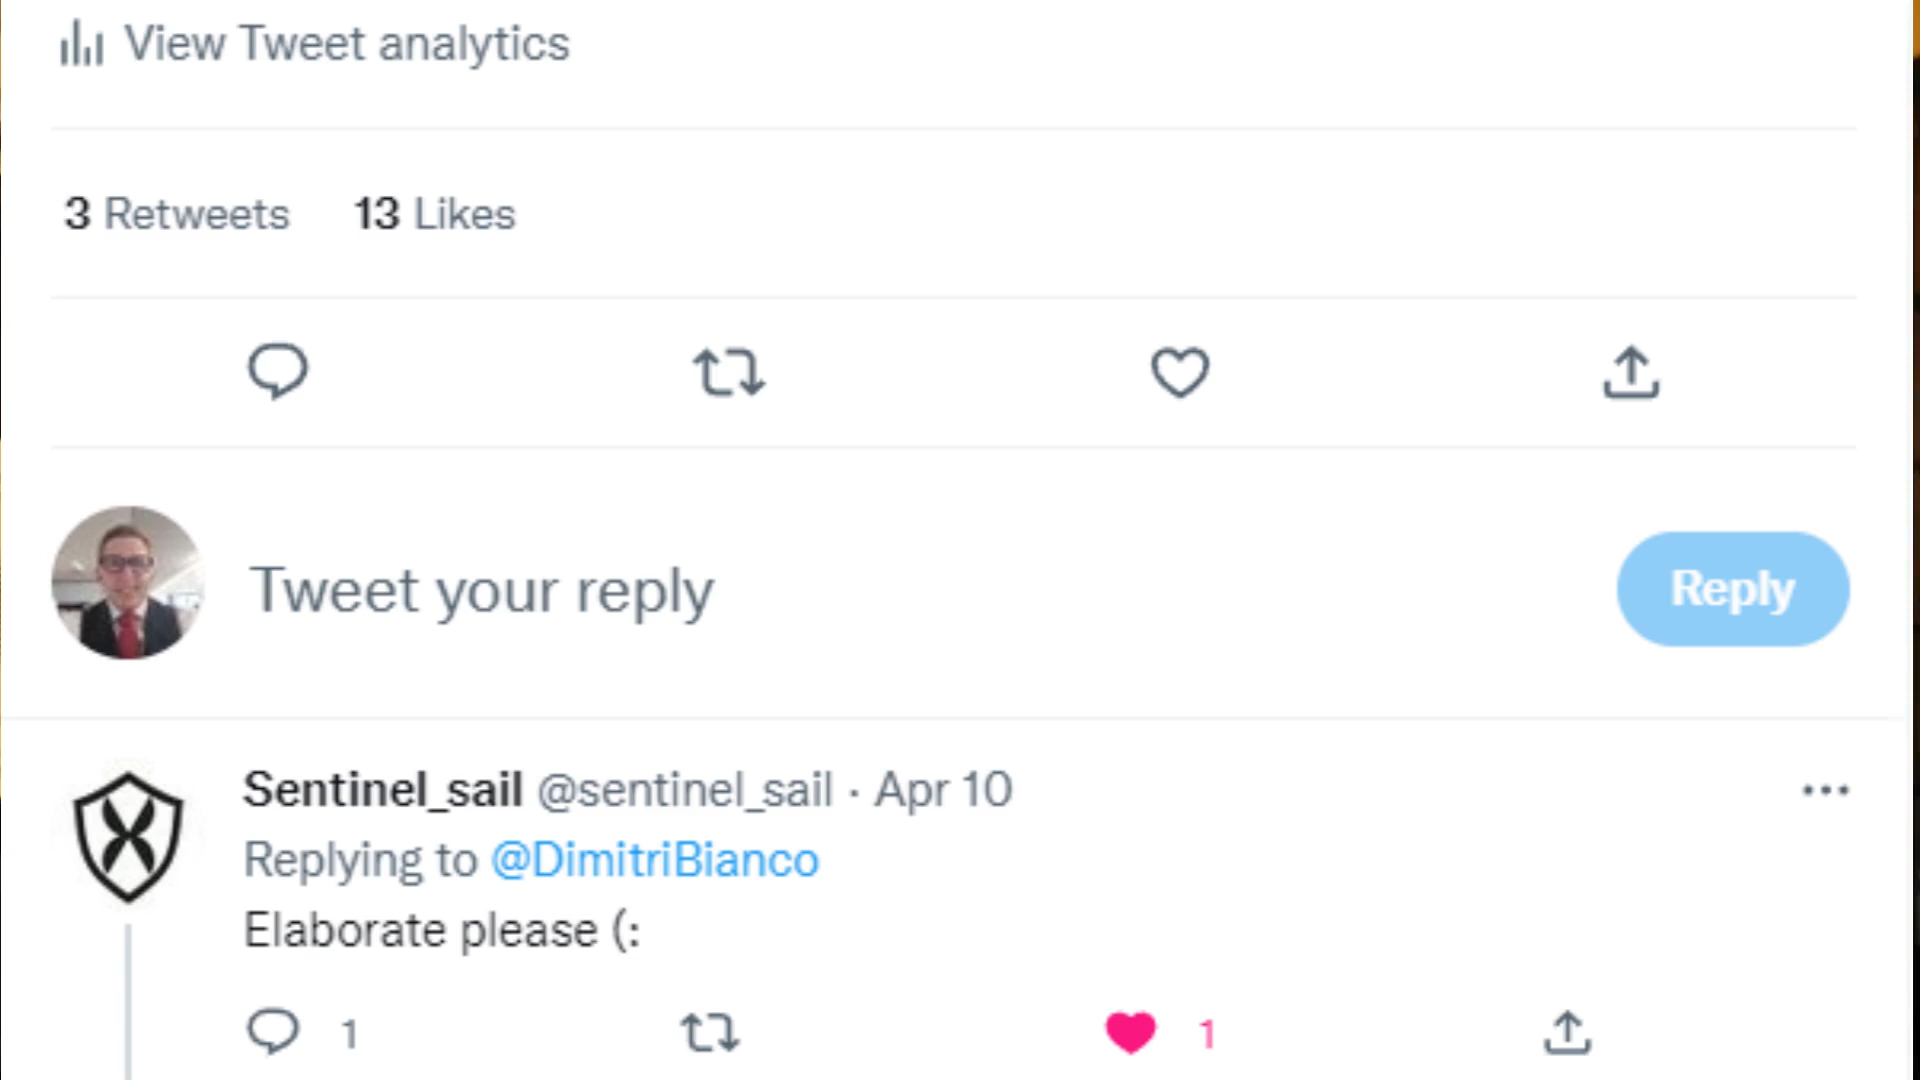 View Tweet analytics
3 Retweets 13 Likes
Tweet your reply
Reply
Sentinel_sail @sentinel_sail · Apr 10
Replying to @DimitriBianco
Elaborate please (:
1 1